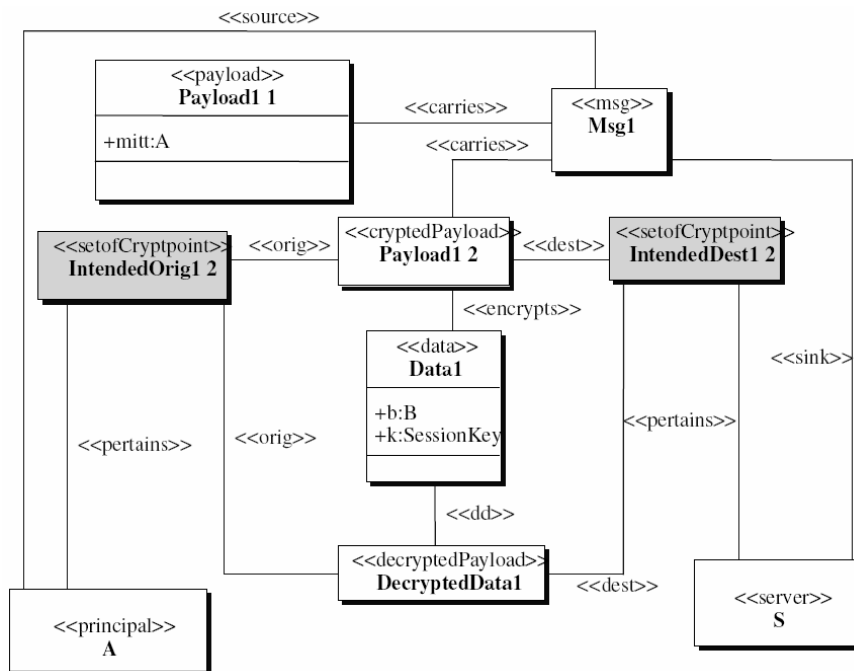 <<source>>
<<payload>>
Payload1 1
+mitt:A
<<carries>>
<<msg>>
Msg1
<<carries>>
<<setofCryptpoint>>
IntendedOrig1 2
<<orig>>
<<cryptedPayload>>
Payload1 2
<<dest>>
<<setofCryptpoint>>
IntendedDest1 2
<<encrypts>>
<<data>>
Data1
+b:B
+k:SessionKey
<<sink>>
<<pertains>>
<<orig>>
<<pertains>>
<<dd>>
<<decryptedPayload>>
DecryptedData1
<<dest>>
<<principal>>
A
<<server>>
S